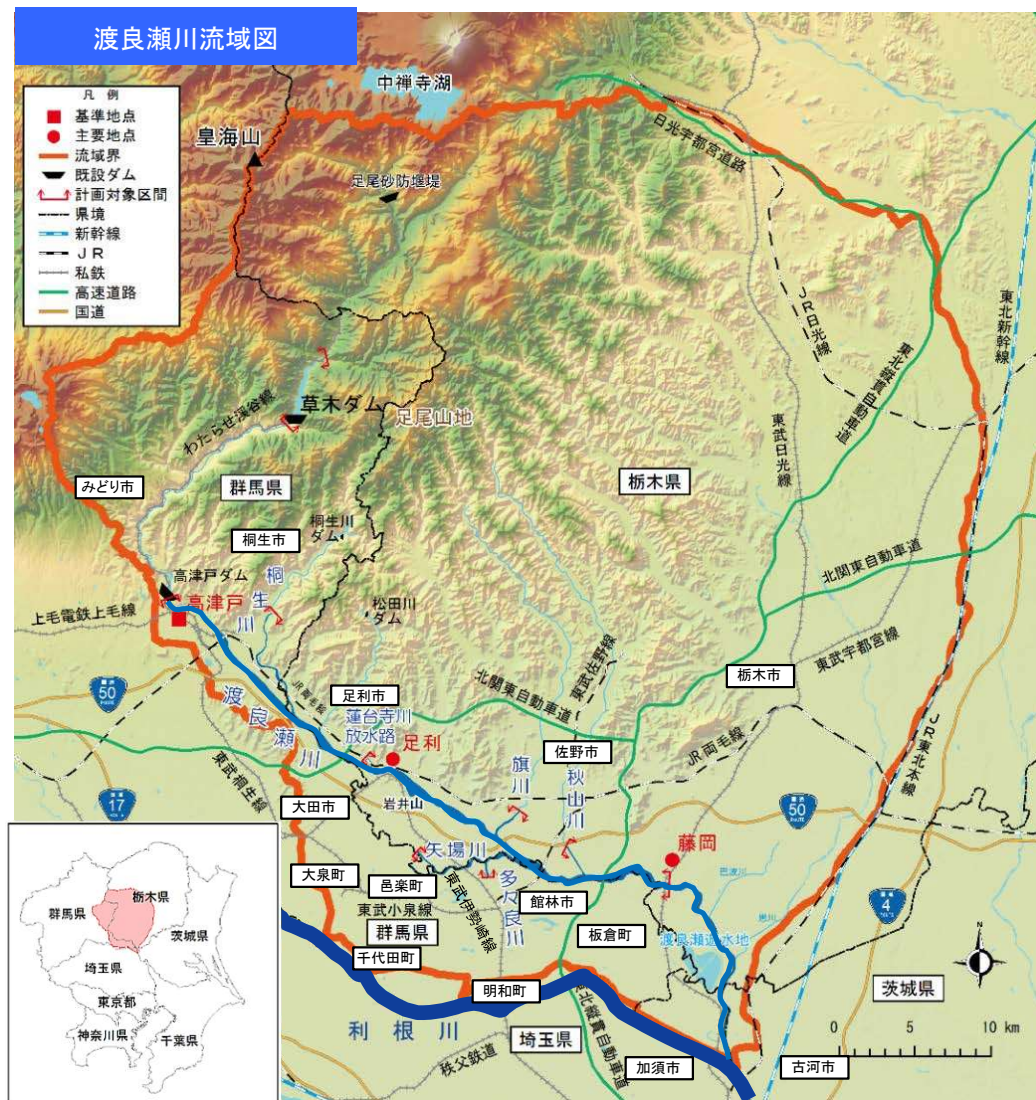 渡良瀬川流域図
凡例
基準地点
主要地点
流域界
既設ダム
計画対象区間
県境
新幹線
ＪＲ
私鉄
高速道路
国道
中禅寺湖
皇海山
足尾砂防堰堤
日光宇都宮道路
JR日光線
東北新幹線
東北縦貫自動車道
草木ダム
わたらせ渓谷線
足尾山地
東武日光線
栃木県
みどり市
群馬県
桐生川
ダム
桐生市
北関東自動車道
高津戸ダム
高津戸
桐生川
松田川
ダム
上毛電鉄上毛線
東武佐野線
東武宇都宮線
栃木市
50
渡良瀬川
JR両毛線
足利市
北関東自動車道
蓮台寺川
放水路
足利
佐野市
JR両毛線
JR東北本線
東武桐生線
旗川
秋山川
17
大田市
岩井山
50
藤岡
矢場川
大泉町
邑楽町
東武伊勢崎線
多々良川
館林市
巴波川
思川
4
東武小泉線
群馬県
板倉町
渡良瀬遊水地
千代田町
明和町
茨城県
利根川
埼玉県
東北縦貫自動車道
秩父鉄道
加須市
古河市
N
0 5 10 km
群馬県
栃木県
茨城県
埼玉県
東京都
神奈川県
千葉県